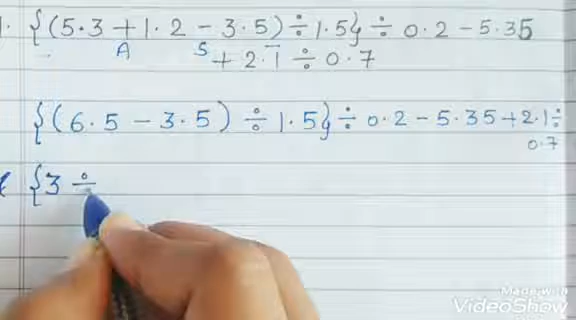 1. {(5.3 + 1.2 - 3.5) ÷ 1.5} ÷ 0.2 - 5.35
A S
+ 2.1 ÷ 0.7
{(6.5 - 3.5) ÷ 1.5} ÷ 0.2 - 5.35 + 2.1 ÷
0.7
{3 ÷
Made with
VideoShow